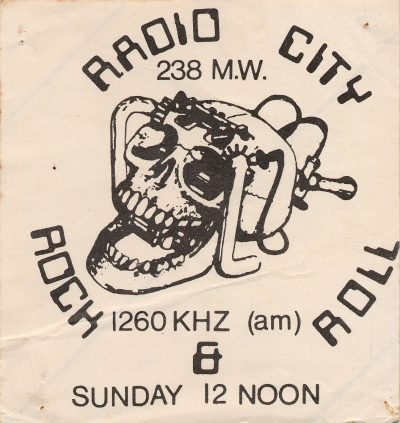 RADIO CITY
238 M.W.
ROCK & ROLL
1260 KHZ (am)
SUNDAY 12 NOON